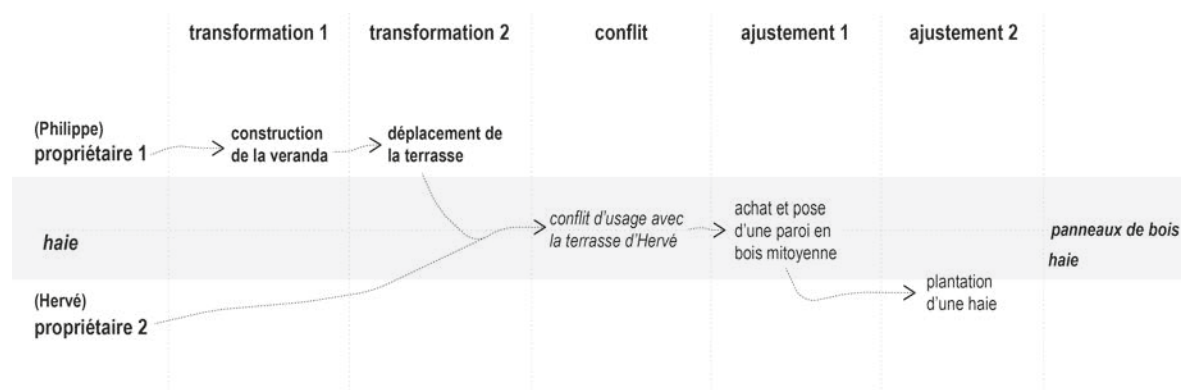 transformation 1
transformation 2
conflit
ajustement 1
ajustement 2
(Philippe)
propriétaire 1
construction
de la veranda
déplacement de
la terrasse
haie
conflit d'usage avec
la terrasse d'Hervé
achat et pose
d'une paroi en
bois mitoyenne
panneaux de bois
haie
(Hervé)
propriétaire 2
plantation
d'une haie